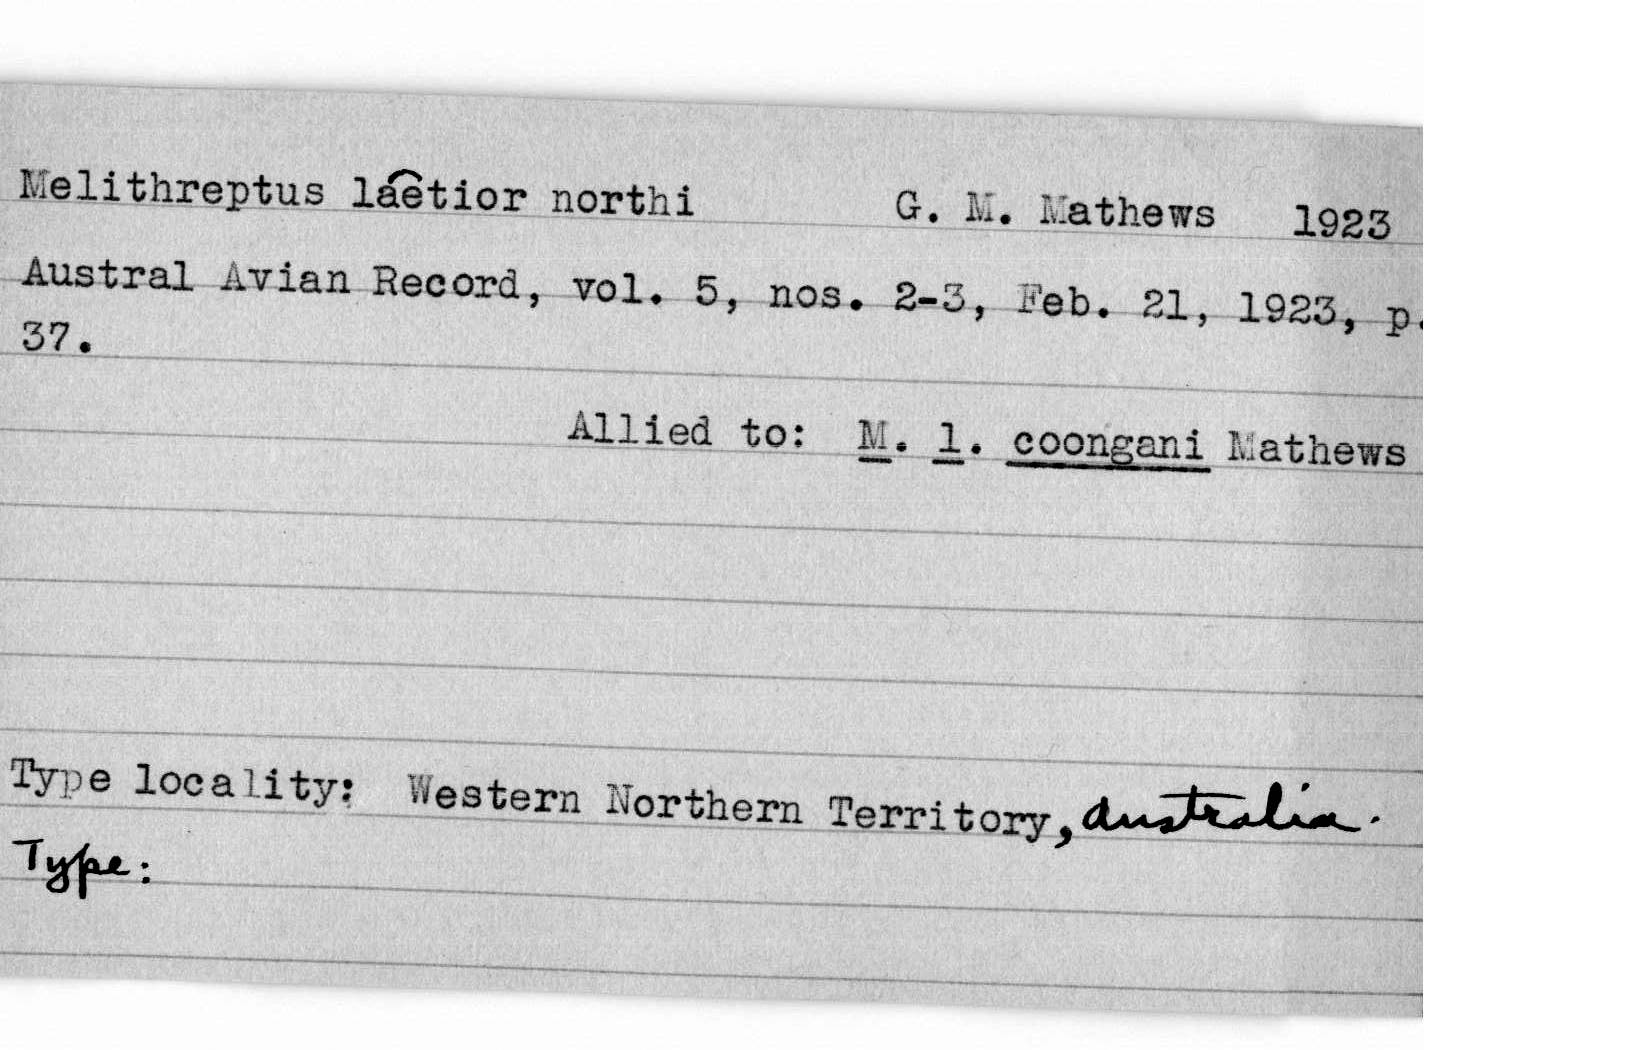 Melithreptus laetior northi G. M. Mathews 1923
Austral Avian Record, vol. 5, nos. 2-3, Feb. 21, 1923, p.
37.
Allied to: M. l. coongani Mathews
Type locality: Western Northern Territory, Australia.
Type: